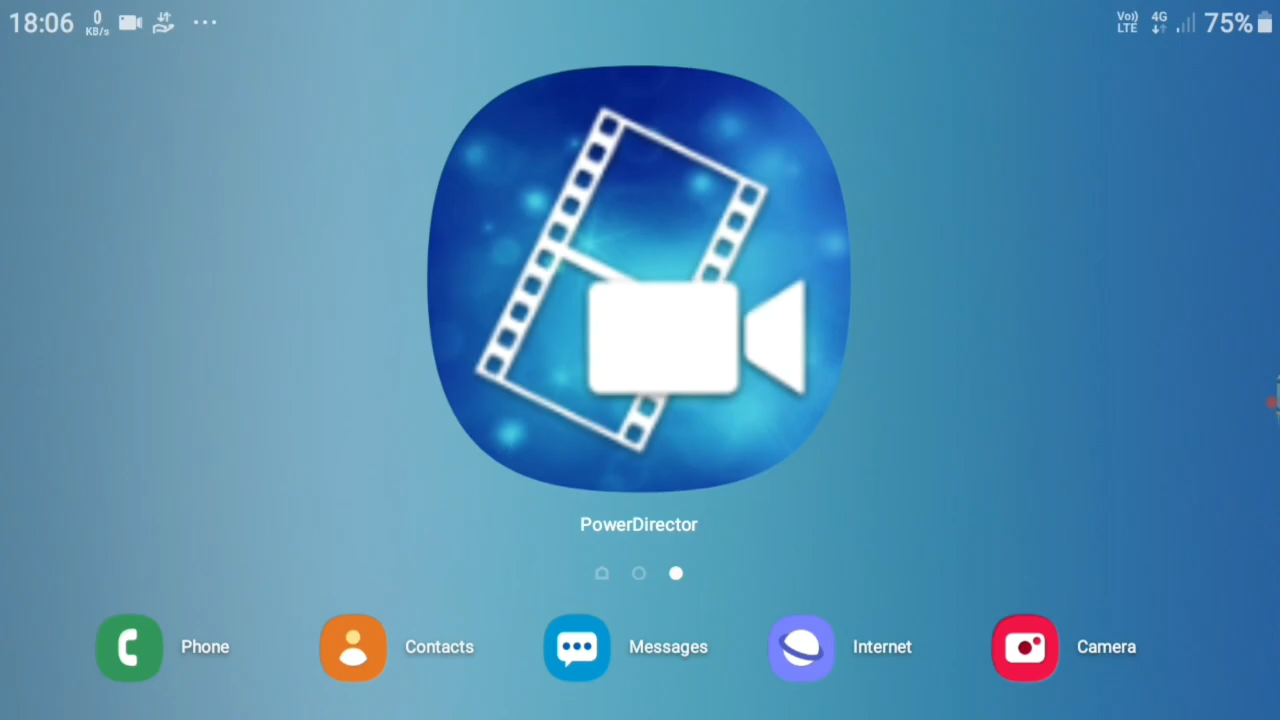 18:06 0 KB/s ... Vo)) LTE 4G 75%
PowerDirector
Phone Contacts Messages Internet Camera